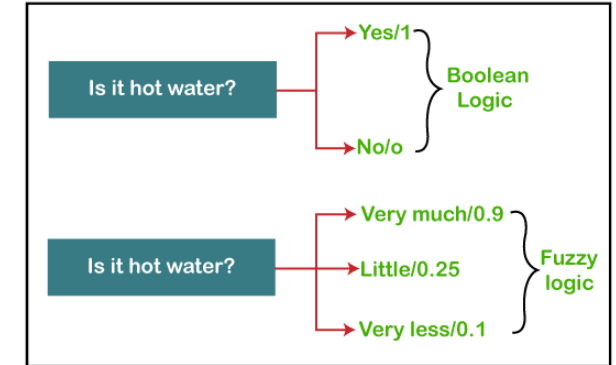 Is it hot water?
Yes/1
No/o
Boolean
Logic
Is it hot water?
Very much/0.9
Little/0.25
Very less/0.1
Fuzzy
logic